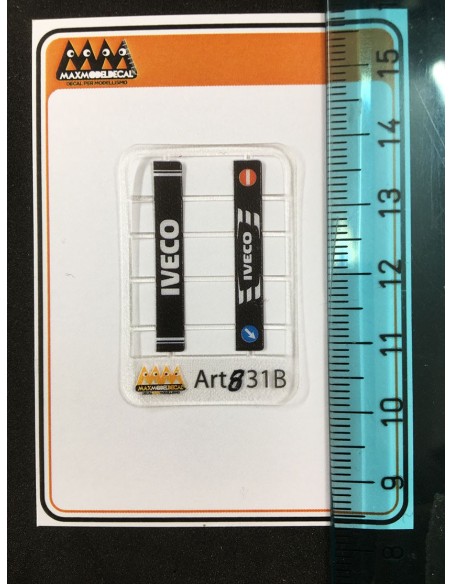 MAXMODELDECAL
DECAL PER MODELLISMO
IVECO
IVECO
MAXMODELDECAL
Art831B
15
14
13
12
11
10
9
8